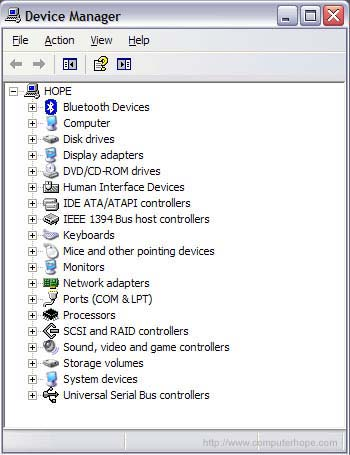 Device Manager
File Action View Help
HOPE
Bluetooth Devices
Computer
Disk drives
Display adapters
DVD/CD-ROM drives
Human Interface Devices
IDE ATA/ATAPI controllers
IEEE 1394 Bus host controllers
Keyboards
Mice and other pointing devices
Monitors
Network adapters
Ports (COM & LPT)
Processors
SCSI and RAID controllers
Sound, video and game controllers
Storage volumes
System devices
Universal Serial Bus controllers
http://www.computerhope.com